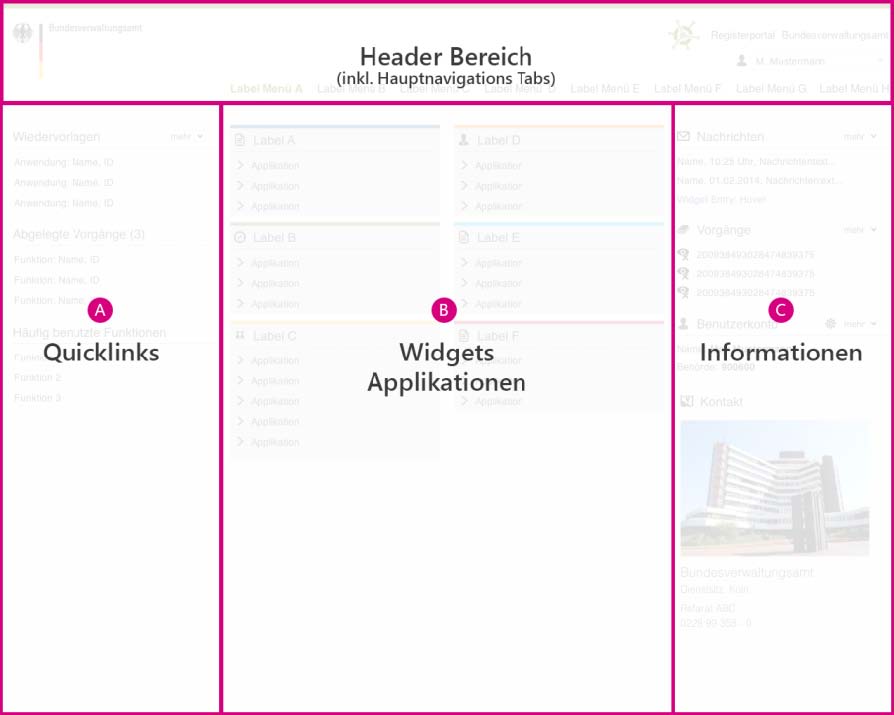 Bundesverwaltungsamt
Registerportal Bundesverwaltungsamt
M. Mustermann
Header Bereich
(inkl. Hauptnavigations Tabs)
Label Menü A Label Menü B Label Menü C Label Menü D Label Menü E Label Menü F Label Menü G Label Menü H
Wiedervorlagen mehr
Anwendung: Name, ID
Anwendung: Name, ID
Anwendung: Name, ID
Abgelegte Vorgänge (3)
Funktion: Name, ID
Funktion: Name, ID
Funktion: Name
A
Häufig benutzte Funktionen
Quicklinks
Funktion 2
Funktion 3
Label A
Applikation
Applikation
Applikation
Label B
Applikation
Applikation
Applikation
Label C
Applikation
Applikation
Applikation
Applikation
Applikation
Label D
Applikation
Applikation
Applikation
Label E
Applikation
Applikation
Applikation
Label F
Applikation
B
Widgets
Applikationen
Nachrichten mehr
Name, 10:25 Uhr, Nachrichtentext...
Name, 01.02.2014, Nachrichtentext...
Widget Entry: Hover
Vorgänge mehr
200938493028474839375
200938493028474839375
200938493028474839375
C
Benutzerkonto mehr
Informationen
Behörde: 900600
Kontakt
Bundesverwaltungsamt
Dienstsitz: Köln
Referat ABC
0228 99 358 - 0